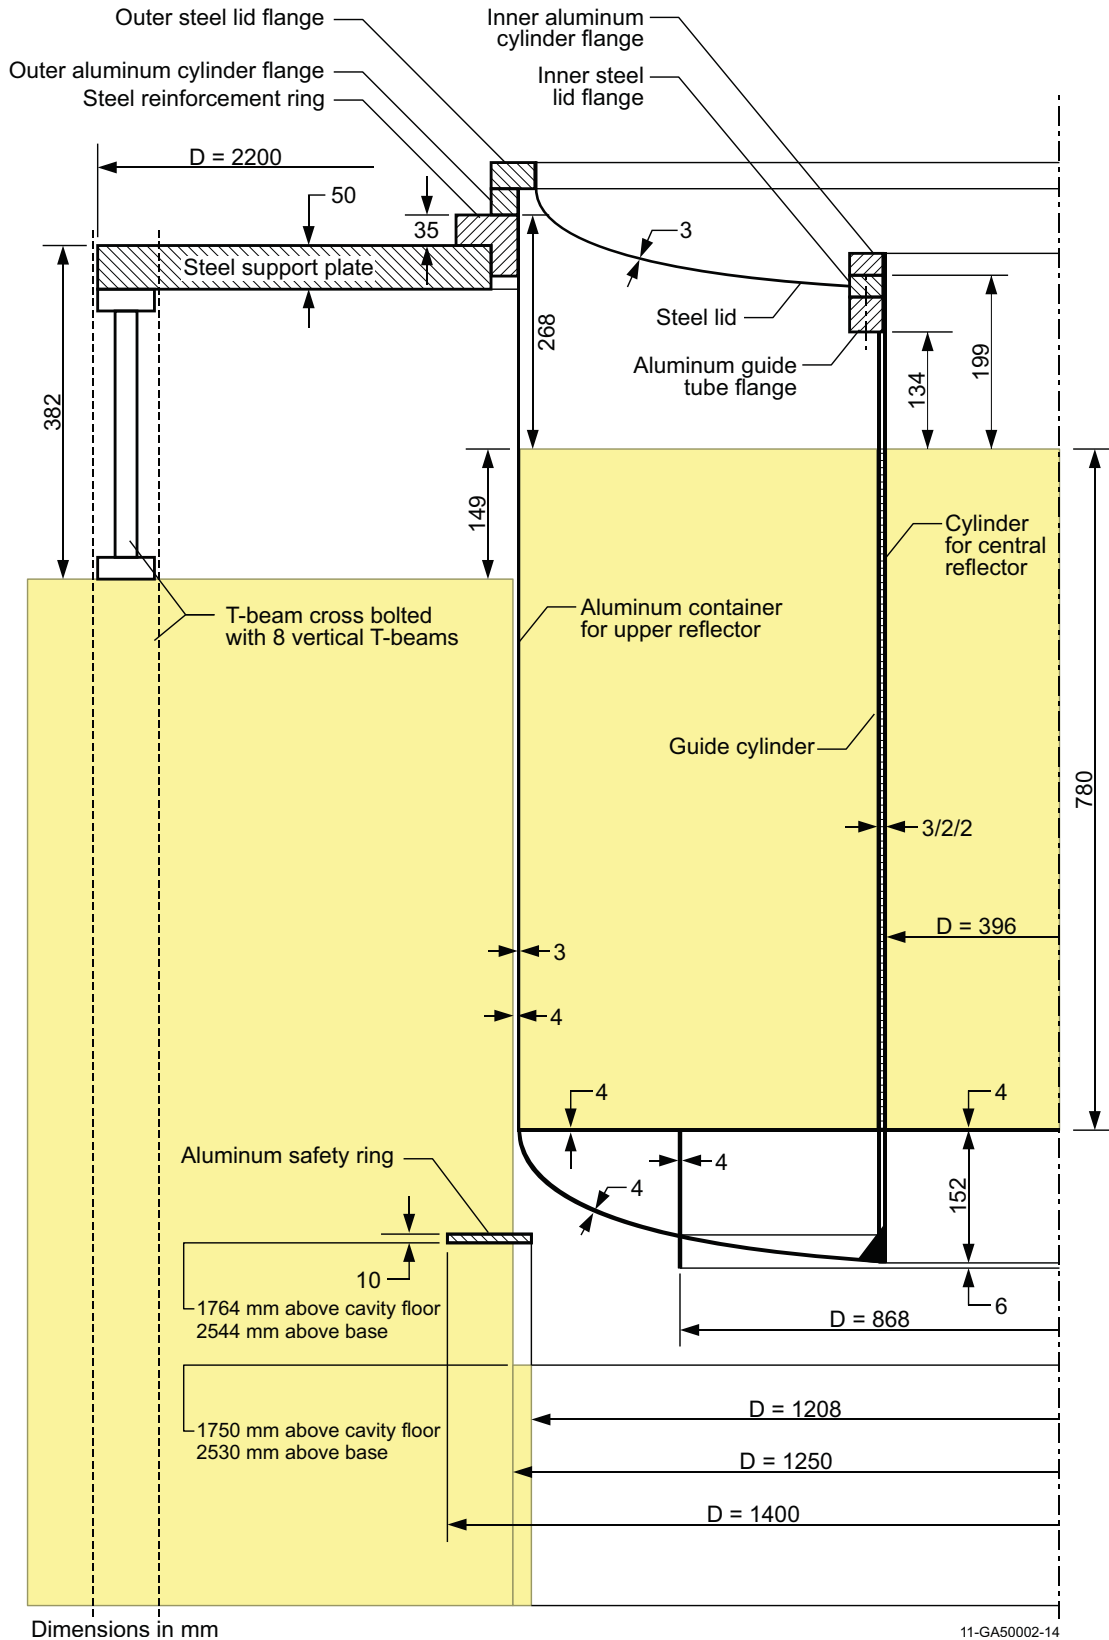 Outer steel lid flange
Inner aluminum
cylinder flange
Outer aluminum cylinder flange
Inner steel
lid flange
Steel reinforcement ring
D = 2200
50
35
3
Steel support plate
268
Steel lid
199
134
Aluminum guide
tube flange
382
149
Cylinder
for central
reflector
T-beam cross bolted
with 8 vertical T-beams
Aluminum container
for upper reflector
Guide cylinder
780
3/2/2
D = 396
3
4
4
4
Aluminum safety ring
4
4
152
10
6
1764 mm above cavity floor
2544 mm above base
D = 868
D = 1208
1750 mm above cavity floor
2530 mm above base
D = 1250
D = 1400
Dimensions in mm
11-GA50002-14